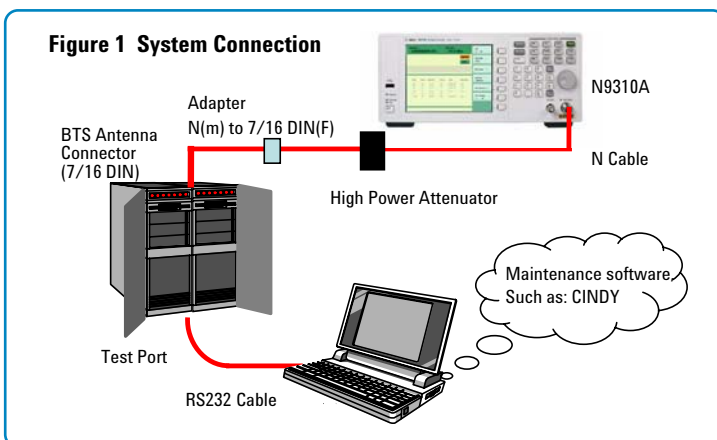 Figure 1 System Connection
N9310A
Adapter
N(m) to 7/16 DIN(F)
BTS Antenna
Connector
(7/16 DIN)
N Cable
High Power Attenuator
Maintenance software,
Such as: CINDY
Test Port
RS232 Cable